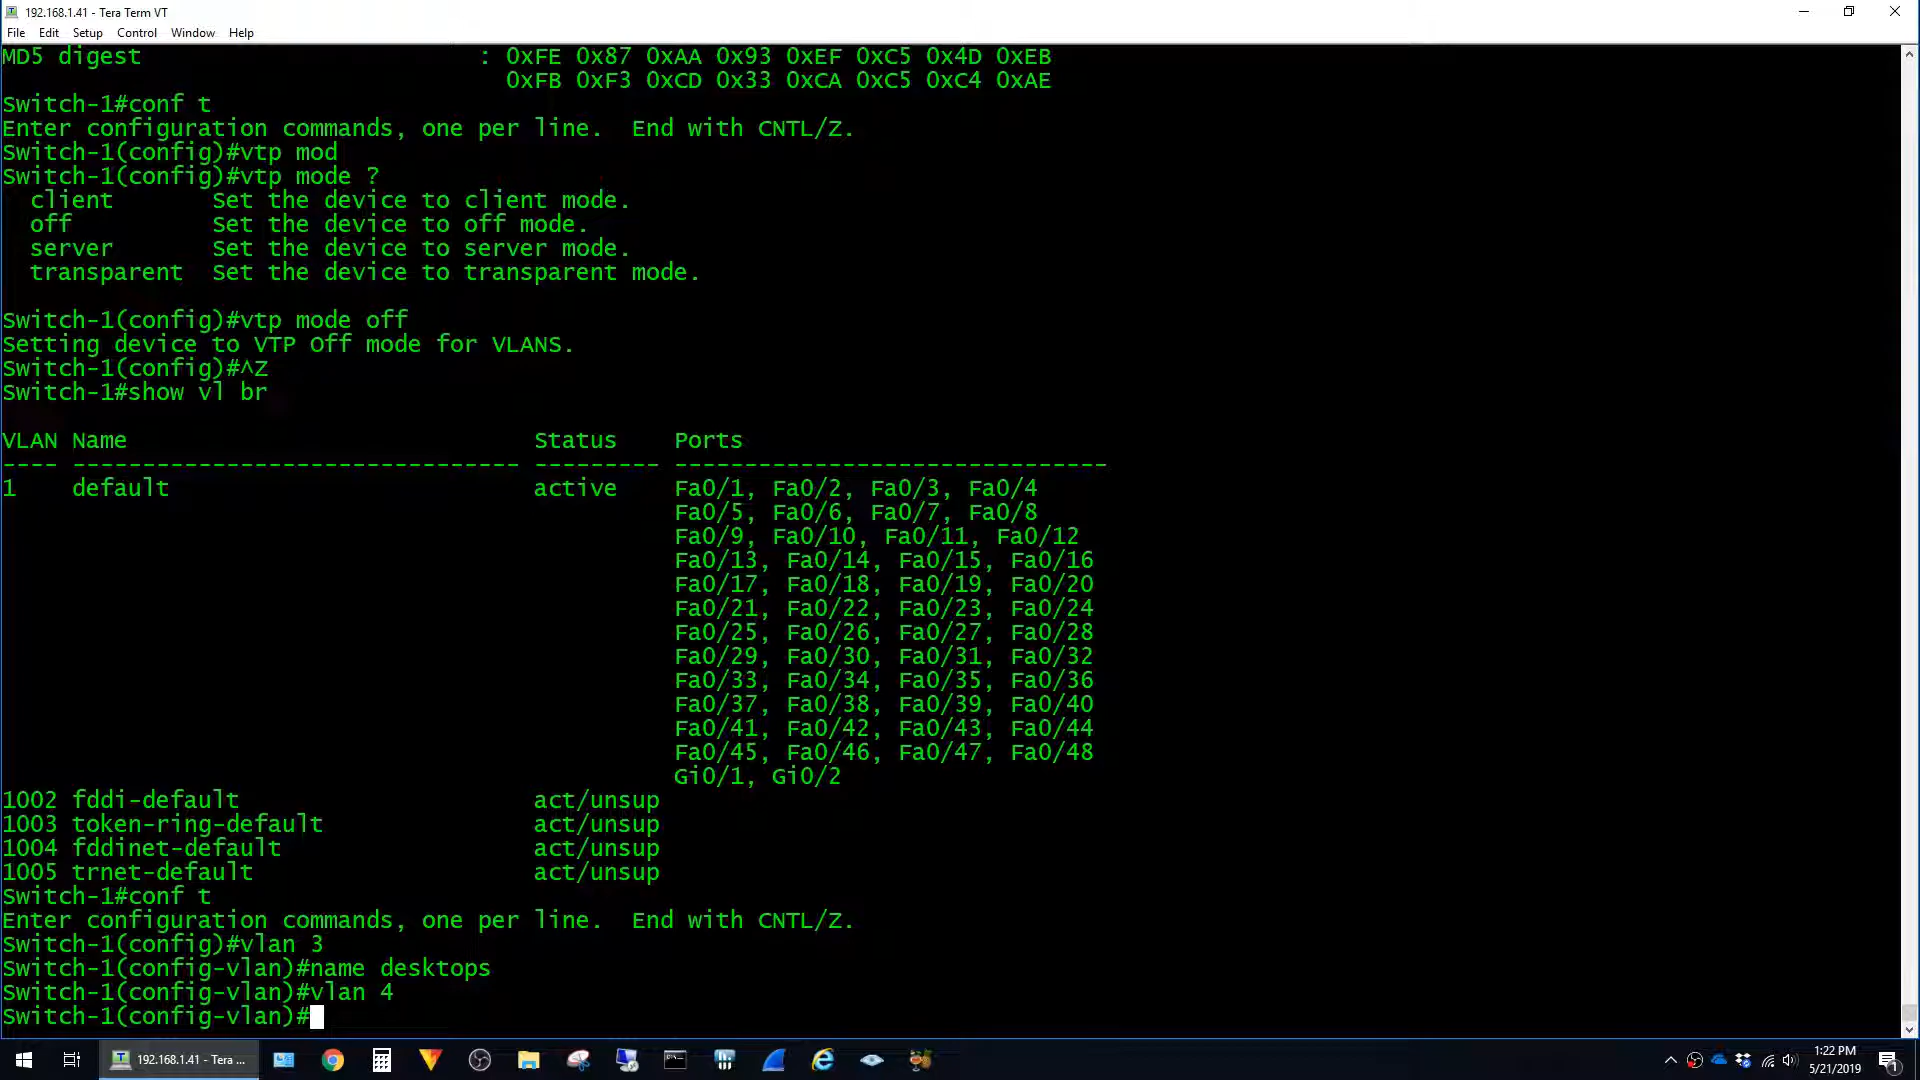 192.168.1.41 - Tera Term VT
File Edit Setup Control Window Help
MD5 digest : 0xFE 0x87 0xAA 0x93 0xEF 0xC5 0x4D 0xEB
0xFB 0xF3 0xCD 0x33 0xCA 0xC5 0xC4 0xAE
Switch-1#conf t
Enter configuration commands, one per line. End with CNTL/Z.
Switch-1(config)#vtp mod
Switch-1(config)#vtp mode ?
client Set the device to client mode.
off Set the device to off mode.
server Set the device to server mode.
transparent Set the device to transparent mode.
Switch-1(config)#vtp mode off
Setting device to VTP Off mode for VLANS.
Switch-1(config)#^Z
Switch-1#show vl br
VLAN Name Status Ports
---- -------------------------------- --------- -------------------------------
1 default active Fa0/1, Fa0/2, Fa0/3, Fa0/4
Fa0/5, Fa0/6, Fa0/7, Fa0/8
Fa0/9, Fa0/10, Fa0/11, Fa0/12
Fa0/13, Fa0/14, Fa0/15, Fa0/16
Fa0/17, Fa0/18, Fa0/19, Fa0/20
Fa0/21, Fa0/22, Fa0/23, Fa0/24
Fa0/25, Fa0/26, Fa0/27, Fa0/28
Fa0/29, Fa0/30, Fa0/31, Fa0/32
Fa0/33, Fa0/34, Fa0/35, Fa0/36
Fa0/37, Fa0/38, Fa0/39, Fa0/40
Fa0/41, Fa0/42, Fa0/43, Fa0/44
Fa0/45, Fa0/46, Fa0/47, Fa0/48
Gi0/1, Gi0/2
1002 fddi-default act/unsup
1003 token-ring-default act/unsup
1004 fddinet-default act/unsup
1005 trnet-default act/unsup
Switch-1#conf t
Enter configuration commands, one per line. End with CNTL/Z.
Switch-1(config)#vlan 3
Switch-1(config-vlan)#name desktops
Switch-1(config-vlan)#vlan 4
Switch-1(config-vlan)#
192.168.1.41 - Tera ...
1:22 PM
5/21/2019
1